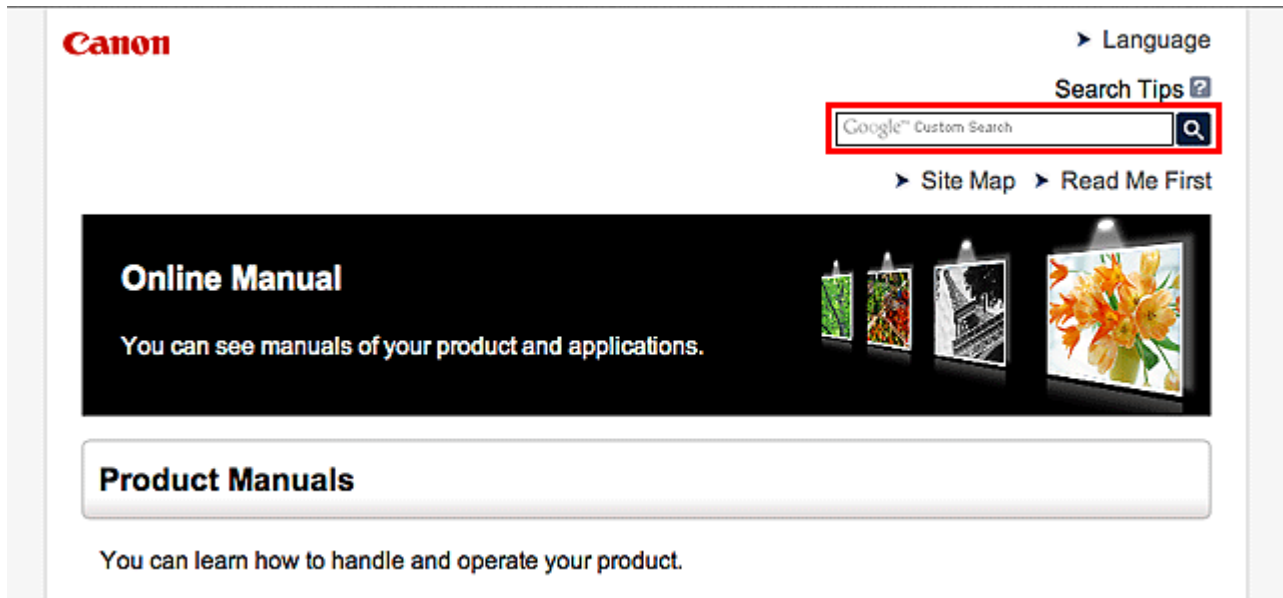 Canon
Language
Search Tips ?
Google™ Custom Search
Site Map Read Me First
Online Manual
You can see manuals of your product and applications.
Product Manuals
You can learn how to handle and operate your product.